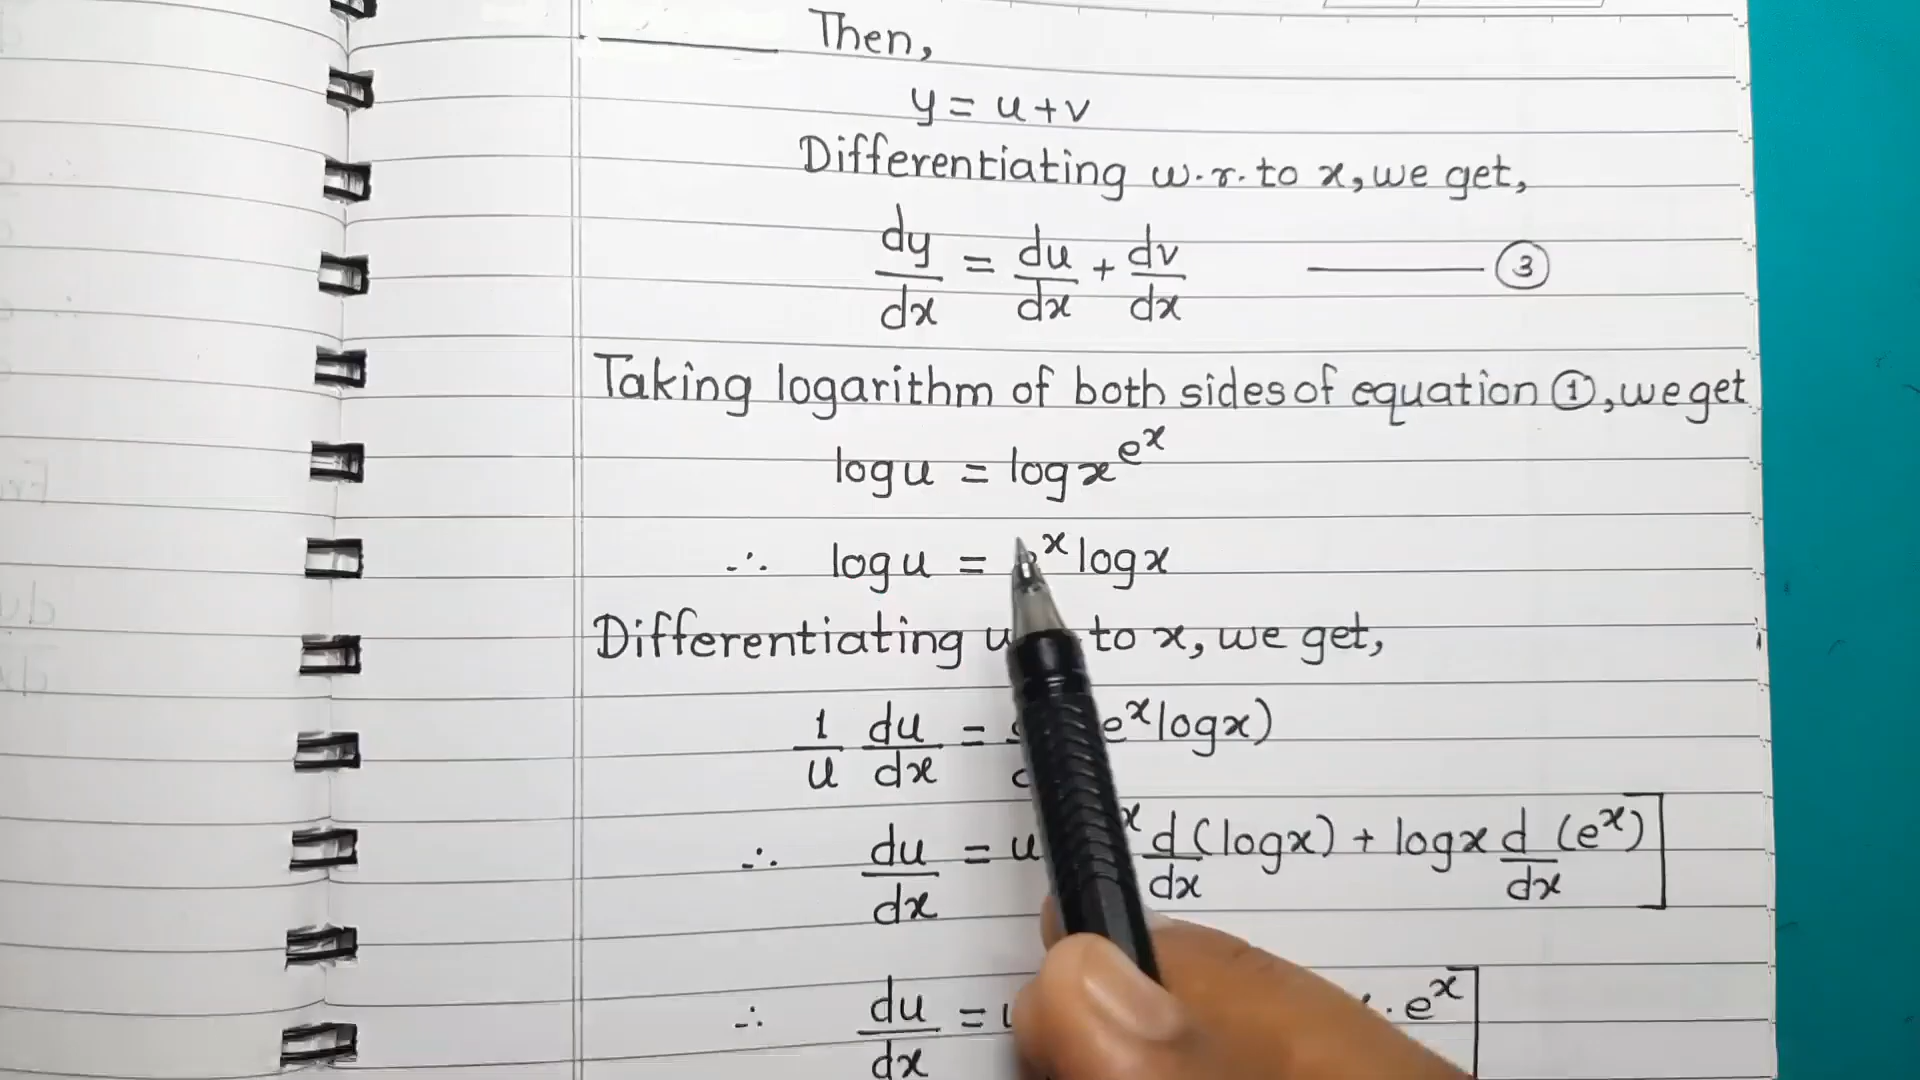 Then,
y = u + v
Differentiating w.r.to x, we get,
dy/dx = du/dx + dv/dx ——— ③
Taking logarithm of both sides of equation ①, we get
log u = log x^e^x
∴ log u = ^x log x
Differentiating to x, we get,
1/u du/dx = e^x log x)
∴ du/dx = u ^x d/dx (log x) + log x d/dx (e^x)]
∴ du/dx = u . e^x]